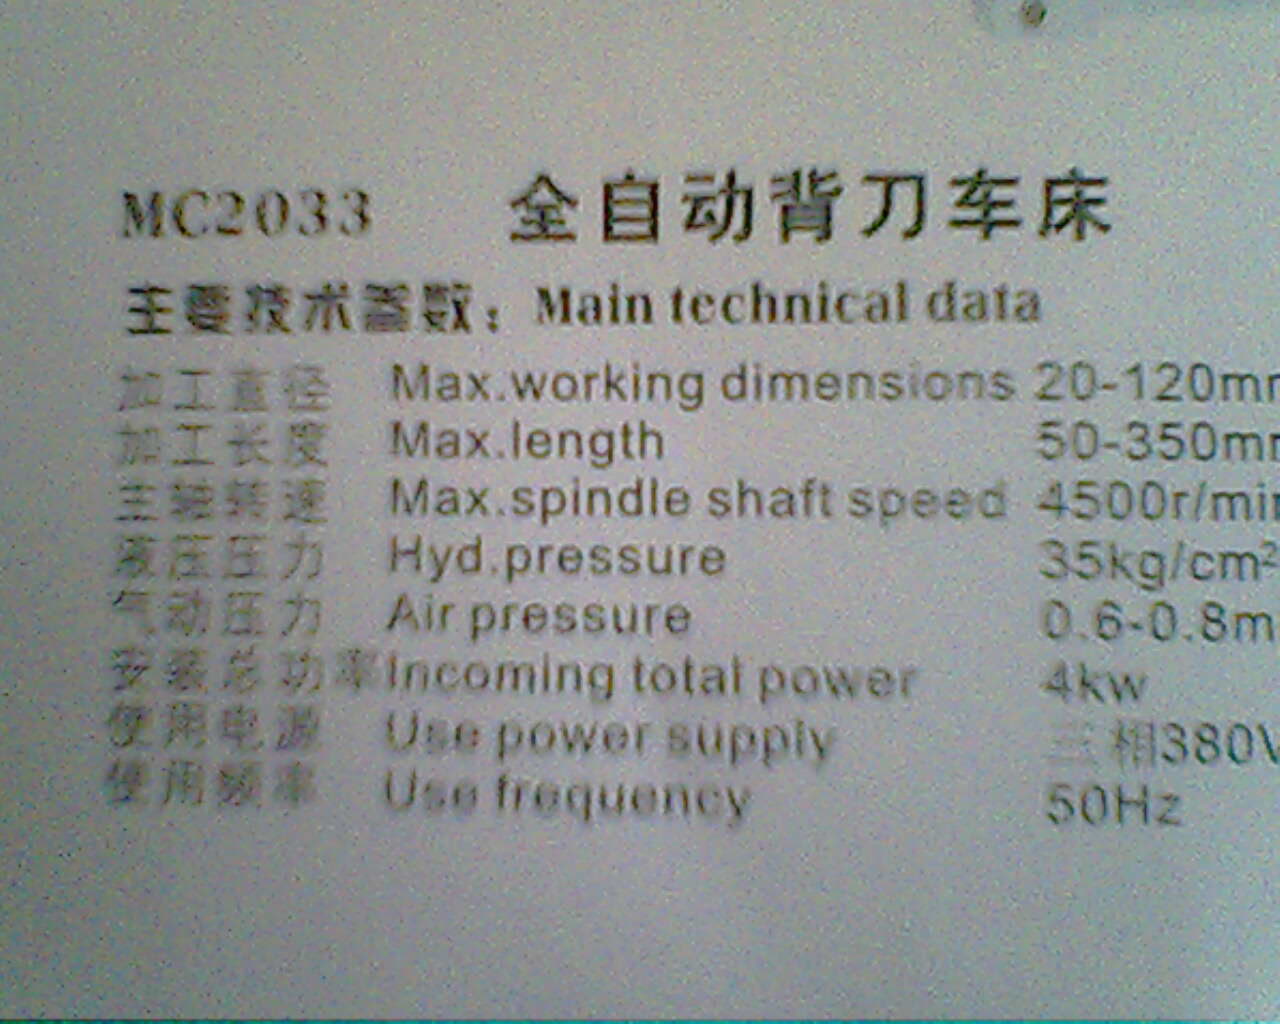 MC2033 全自动背刀车床
主要技术参数：Main technical data
加工直径 Max.working dimensions 20-120mm
加工长度 Max.length 50-350mm
主轴转速 Max.spindle shaft speed 4500r/min
液压压力 Hyd.pressure 35kg/cm²
气动压力 Air pressure 0.6-0.8m
安装总功率 Incoming total power 4kw
使用电源 Use power supply 三相380V
使用频率 Use frequency 50Hz